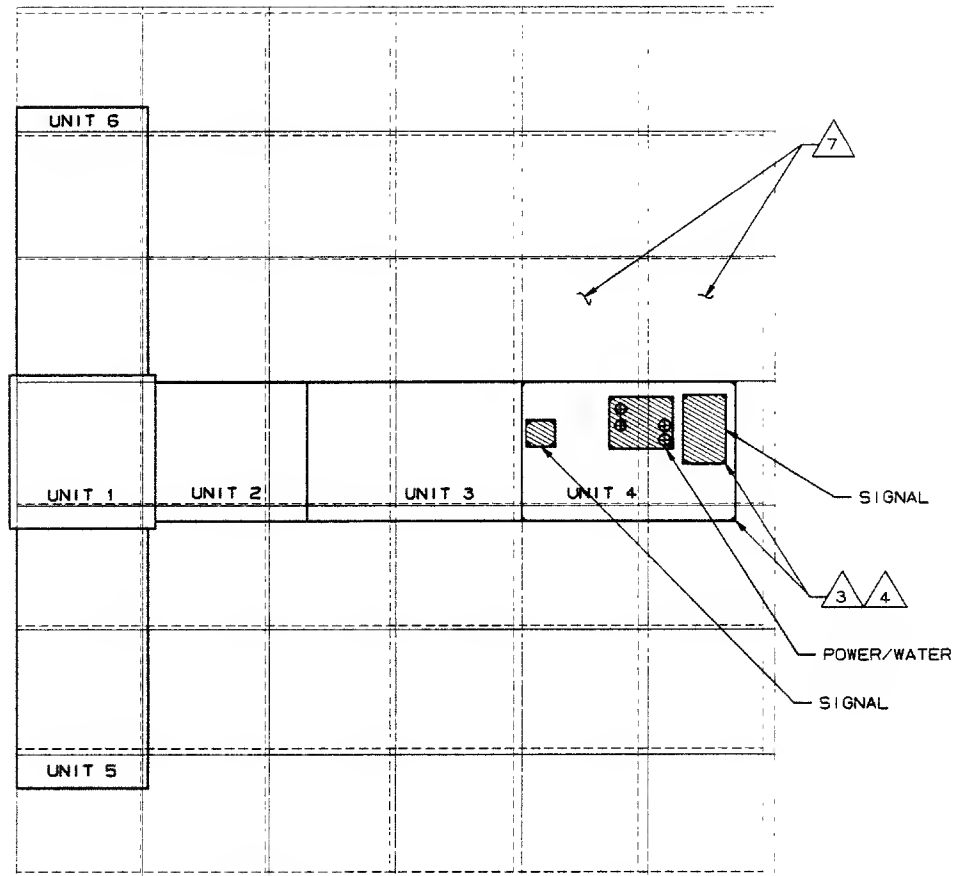 UNIT 6
7
UNIT 1
UNIT 2
UNIT 3
UNIT 4
SIGNAL
3 4
POWER/WATER
SIGNAL
UNIT 5